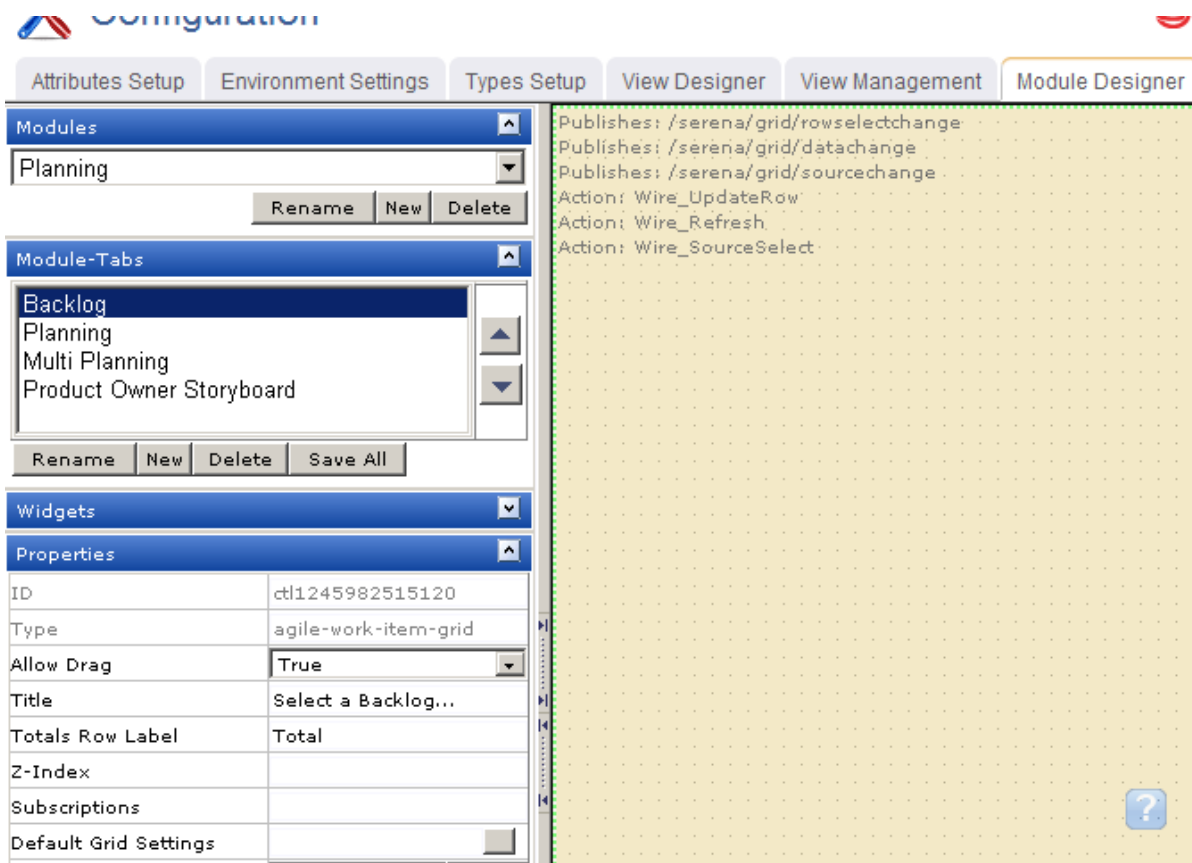 Configuration
Attributes Setup Environment Settings Types Setup View Designer View Management Module Designer
Modules
Planning
Rename New Delete
Module-Tabs
Backlog
Planning
Multi Planning
Product Owner Storyboard
Rename New Delete Save All
Widgets
Properties
ID ctl1245982515120
Type agile-work-item-grid
Allow Drag True
Title Select a Backlog...
Totals Row Label Total
Z-Index
Subscriptions
Default Grid Settings
Publishes: /serena/grid/rowselectchange
Publishes: /serena/grid/datachange
Publishes: /serena/grid/sourcechange
Action: Wire_UpdateRow
Action: Wire_Refresh
Action: Wire_SourceSelect
?